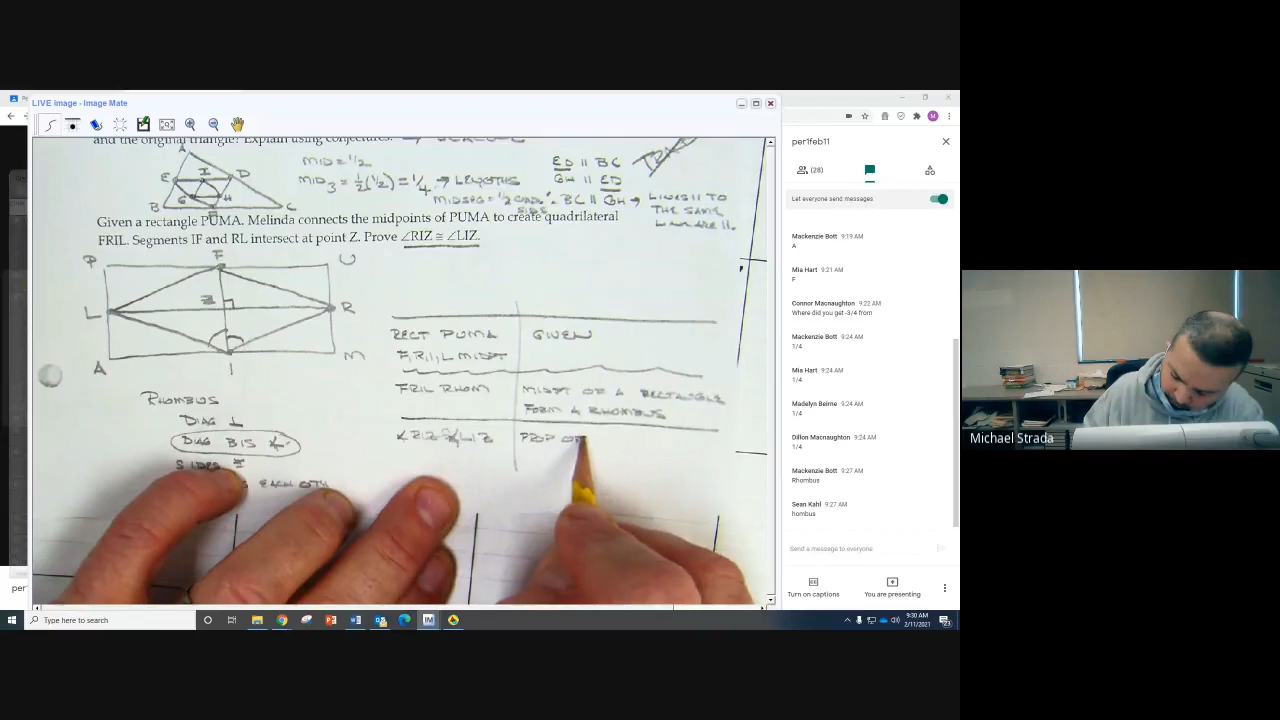 LIVE image - Image Mate
per1feb11
(28)
Let everyone send messages
Mackenzie Bott 9:19 AM
A
Mia Hart 9:21 AM
F
Connor Macnaughton 9:22 AM
Where did you get -3/4 from
Mackenzie Bott 9:24 AM
1/4
Mia Hart 9:24 AM
1/4
Madelyn Beirne 9:24 AM
1/4
Dillon Macnaughton 9:24 AM
1/4
Mackenzie Bott 9:27 AM
Rhombus
Sean Kahl 9:27 AM
hombus
Send a message to everyone
Turn on captions
You are presenting
and the original triangle? Explain using conjectures.
A
E I D
G H
B C
MID = 1/2
MID3 = 1/2(1/2) = 1/4 → LENGTHS
ED || BC
GH || ED
BC || GH → LINES || TO
THE SAME
LINE ARE ||.
Given a rectangle PUMA. Melinda connects the midpoints of PUMA to create quadrilateral
FRIL. Segments IF and RL intersect at point Z. Prove ∠RIZ ≅ ∠LIZ.
P F U
L Z R
A I M
RECT PUMA GIVEN
F, R, I, L MIDPT
FRIL RHOM MIDPT OF A RECTANGLE
FORM A RHOMBUS
PROP OF
RHOMBUS
DIAG ⊥
DIAG BIS ∠
SIDES ≅
EACH OTH
Michael Strada
Type here to search
9:30 AM
2/11/2021